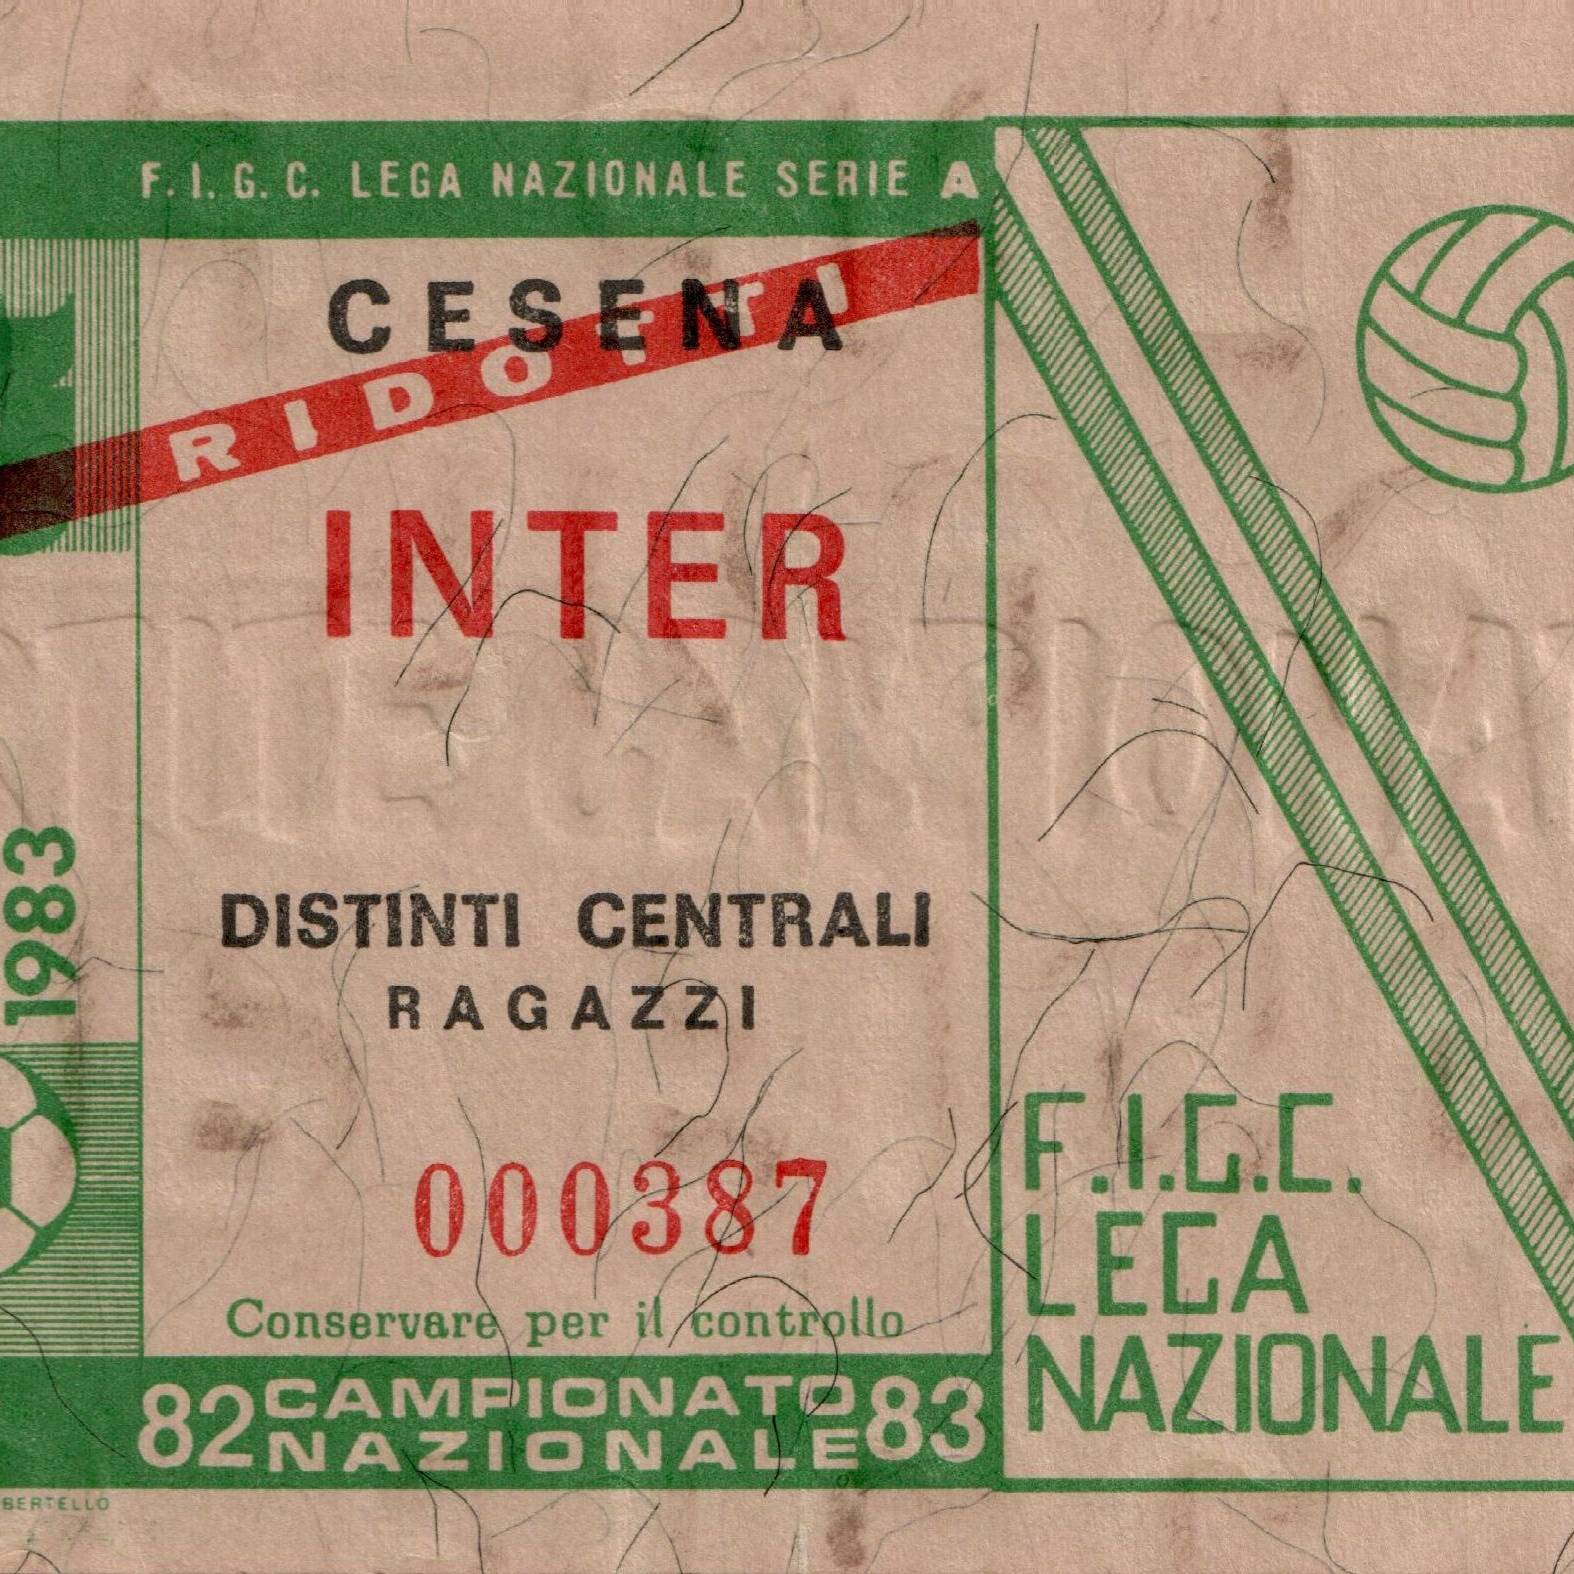 F. I. G. C. LEGA NAZIONALE SERIE A
CESENA
RIDOTTI
INTER
1983
DISTINTI CENTRALI
RAGAZZI
000387
Conservare per il controllo
82 CAMPIONATO NAZIONALE 83
F.I.G.C.
LEGA
NAZIONALE
BERTELLO